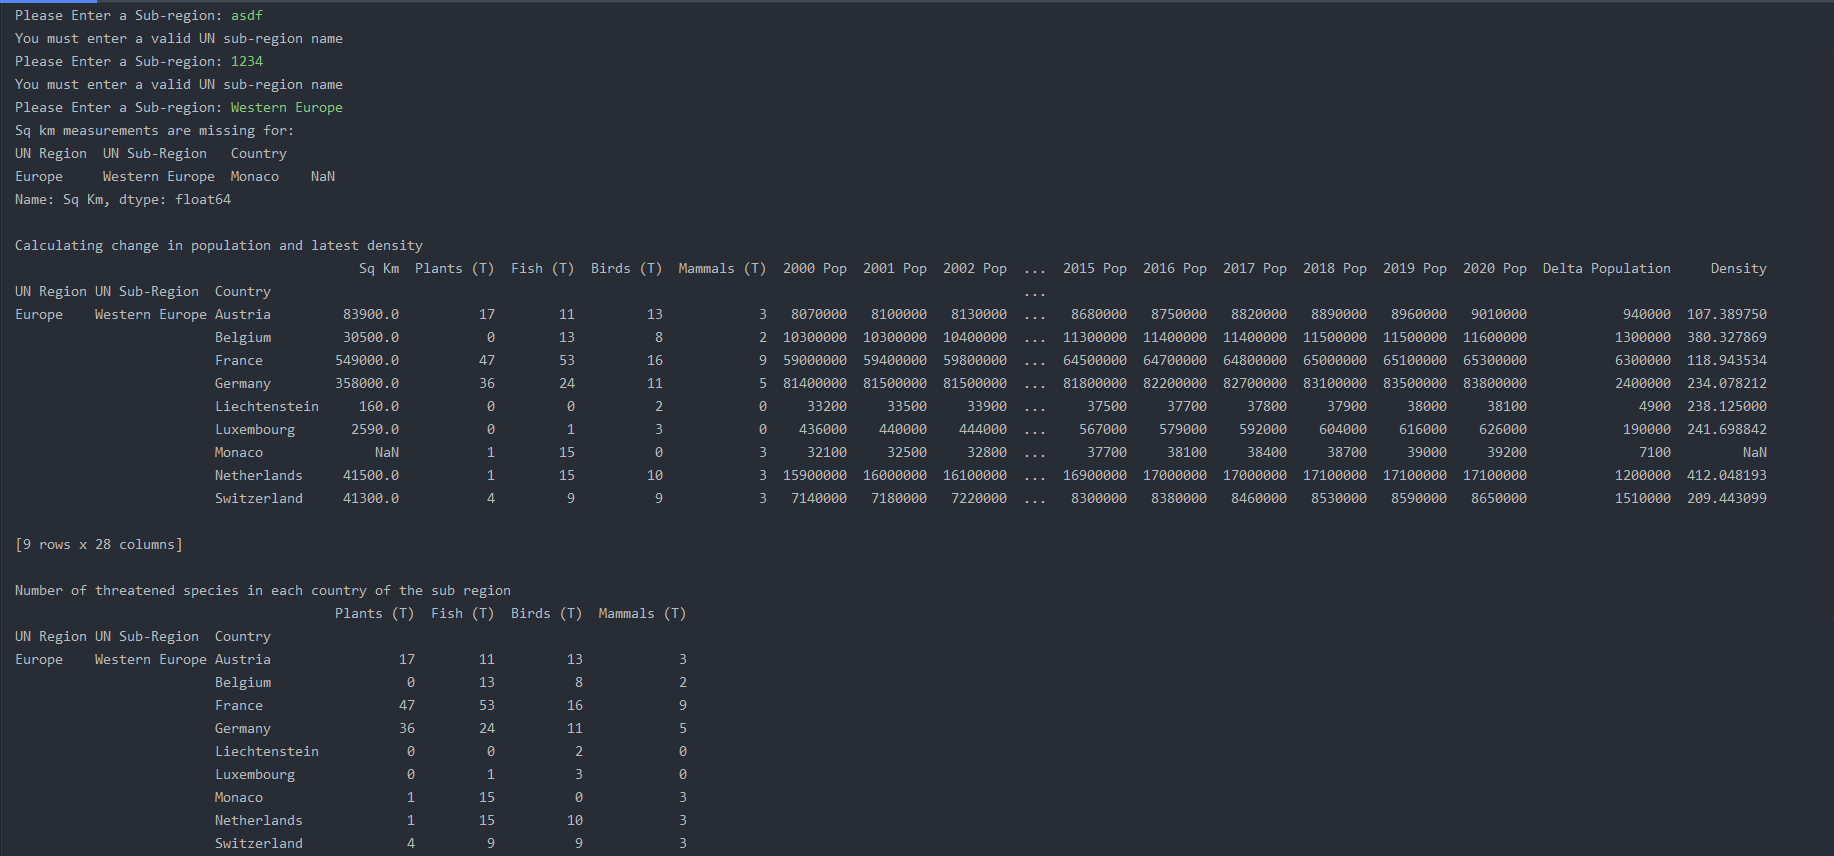 Please Enter a Sub-region: asdf
You must enter a valid UN sub-region name
Please Enter a Sub-region: 1234
You must enter a valid UN sub-region name
Please Enter a Sub-region: Western Europe
Sq km measurements are missing for:
UN Region  UN Sub-Region   Country
Europe     Western Europe  Monaco    NaN
Name: Sq Km, dtype: float64

Calculating change in population and latest density
                                           Sq Km  Plants (T)  Fish (T)  Birds (T)  Mammals (T)  2000 Pop  2001 Pop  2002 Pop  ...  2015 Pop  2016 Pop  2017 Pop  2018 Pop  2019 Pop  2020 Pop  Delta Population     Density
UN Region UN Sub-Region  Country                                                                                              ...
Europe    Western Europe Austria         83900.0          17        11         13            3   8070000   8100000   8130000  ...   8680000   8750000   8820000   8890000   8960000   9010000            940000  107.389750
                         Belgium         30500.0           0        13          8            2  10300000  10300000  10400000  ...  11300000  11400000  11400000  11500000  11500000  11600000           1300000  380.327869
                         France         549000.0          47        53         16            9  59000000  59400000  59800000  ...  64500000  64700000  64800000  65000000  65100000  65300000           6300000  118.943534
                         Germany        358000.0          36        24         11            5  81400000  81500000  81500000  ...  81800000  82200000  82700000  83100000  83500000  83800000           2400000  234.078212
                         Liechtenstein     160.0           0         0          2            0     33200     33500     33900  ...     37500     37700     37800     37900     38000     38100              4900  238.125000
                         Luxembourg       2590.0           0         1          3            0    436000    440000    444000  ...    567000    579000    592000    604000    616000    626000            190000  241.698842
                         Monaco              NaN           1        15          0            3     32100     32500     32800  ...     37700     38100     38400     38700     39000     39200              7100         NaN
                         Netherlands     41500.0           1        15         10            3  15900000  16000000  16100000  ...  16900000  17000000  17000000  17100000  17100000  17100000           1200000  412.048193
                         Switzerland     41300.0           4         9          9            3   7140000   7180000   7220000  ...   8300000   8380000   8460000   8530000   8590000   8650000           1510000  209.443099

[9 rows x 28 columns]

Number of threatened species in each country of the sub region
                                        Plants (T)  Fish (T)  Birds (T)  Mammals (T)
UN Region UN Sub-Region  Country
Europe    Western Europe Austria                17        11         13            3
                         Belgium                 0        13          8            2
                         France                 47        53         16            9
                         Germany                36        24         11            5
                         Liechtenstein           0         0          2            0
                         Luxembourg              0         1          3            0
                         Monaco                  1        15          0            3
                         Netherlands             1        15         10            3
                         Switzerland             4         9          9            3